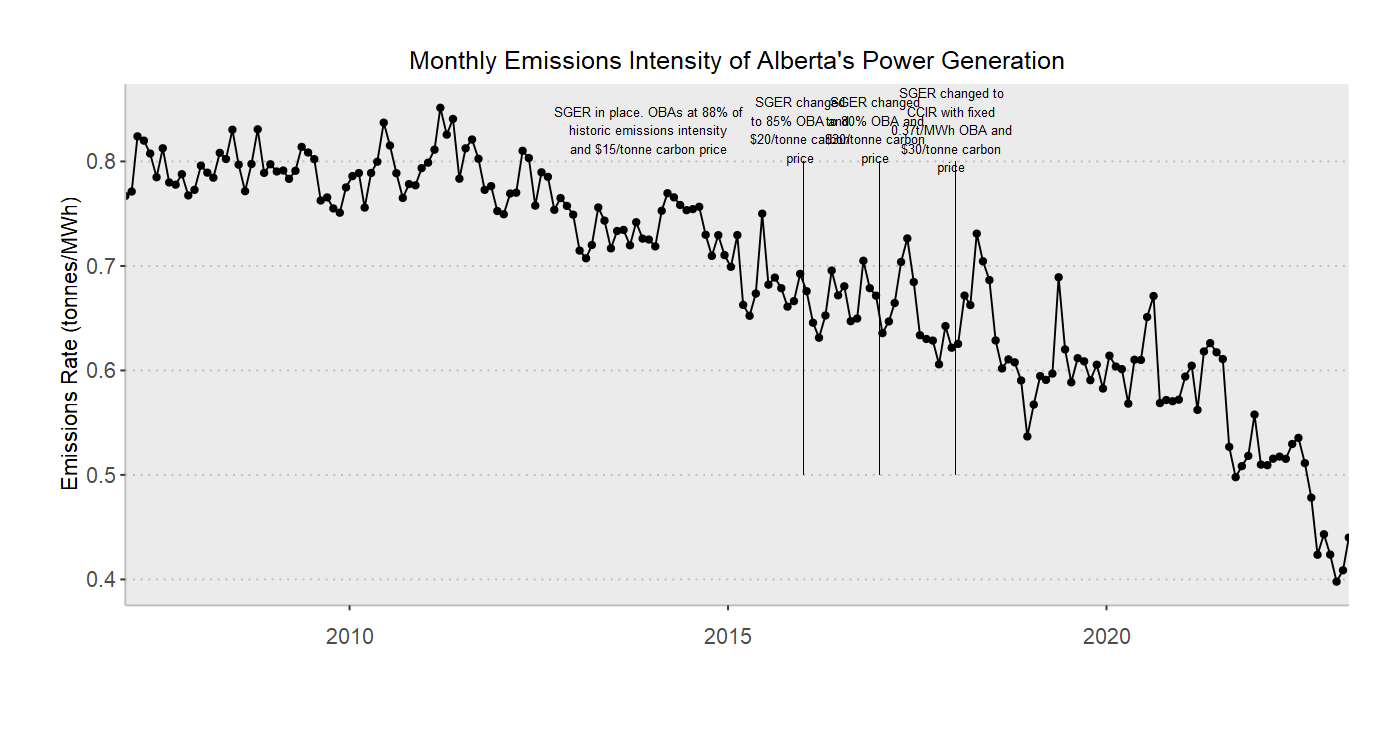 Monthly Emissions Intensity of Alberta's Power Generation
SGER in place. OBAs at 88% of
historic emissions intensity
and $15/tonne carbon price
SGER changed
to 85% OBA and
$20/tonne carbon
price
SGER changed
to 80% OBA and
$30/tonne carbon
price
SGER changed to
CCIR with fixed
0.37t/MWh OBA and
$30/tonne carbon
price
Emissions Rate (tonnes/MWh)
0.8
0.7
0.6
0.5
0.4
2010
2015
2020